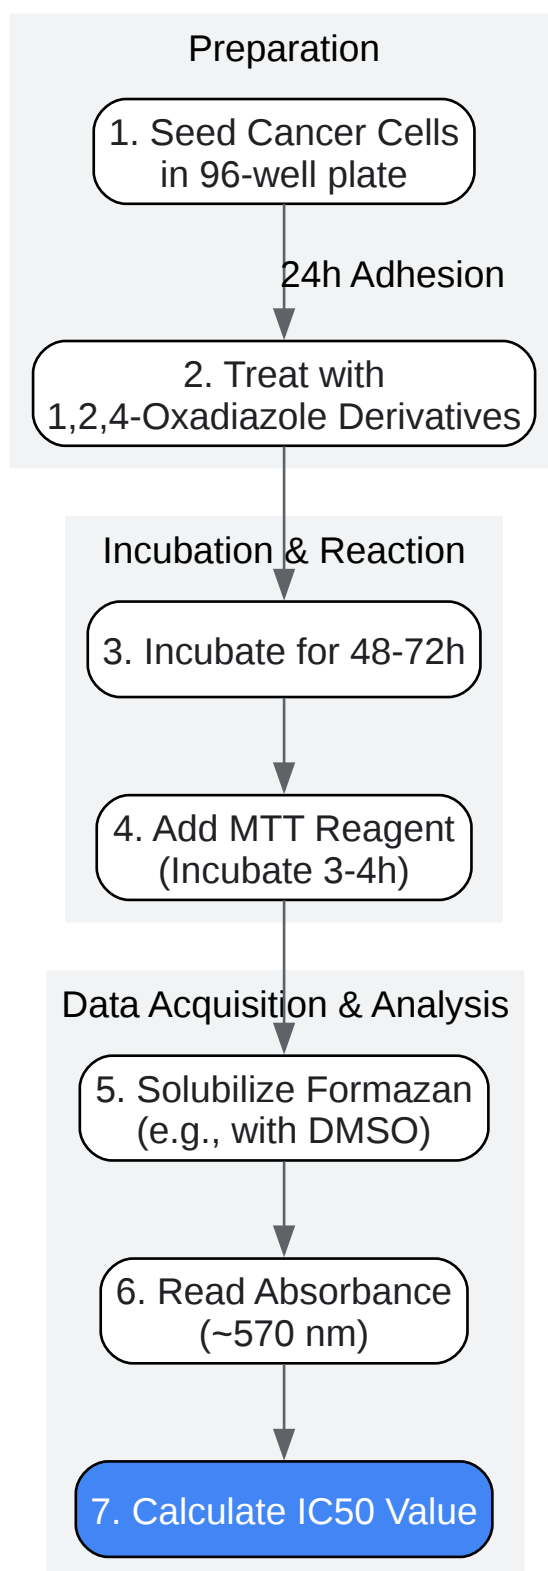 Preparation
1. Seed Cancer Cells
in 96-well plate
24h Adhesion
2. Treat with
1,2,4-Oxadiazole Derivatives
Incubation & Reaction
3. Incubate for 48-72h
4. Add MTT Reagent
(Incubate 3-4h)
Data Acquisition & Analysis
5. Solubilize Formazan
(e.g., with DMSO)
6. Read Absorbance
(~570 nm)
7. Calculate IC50 Value